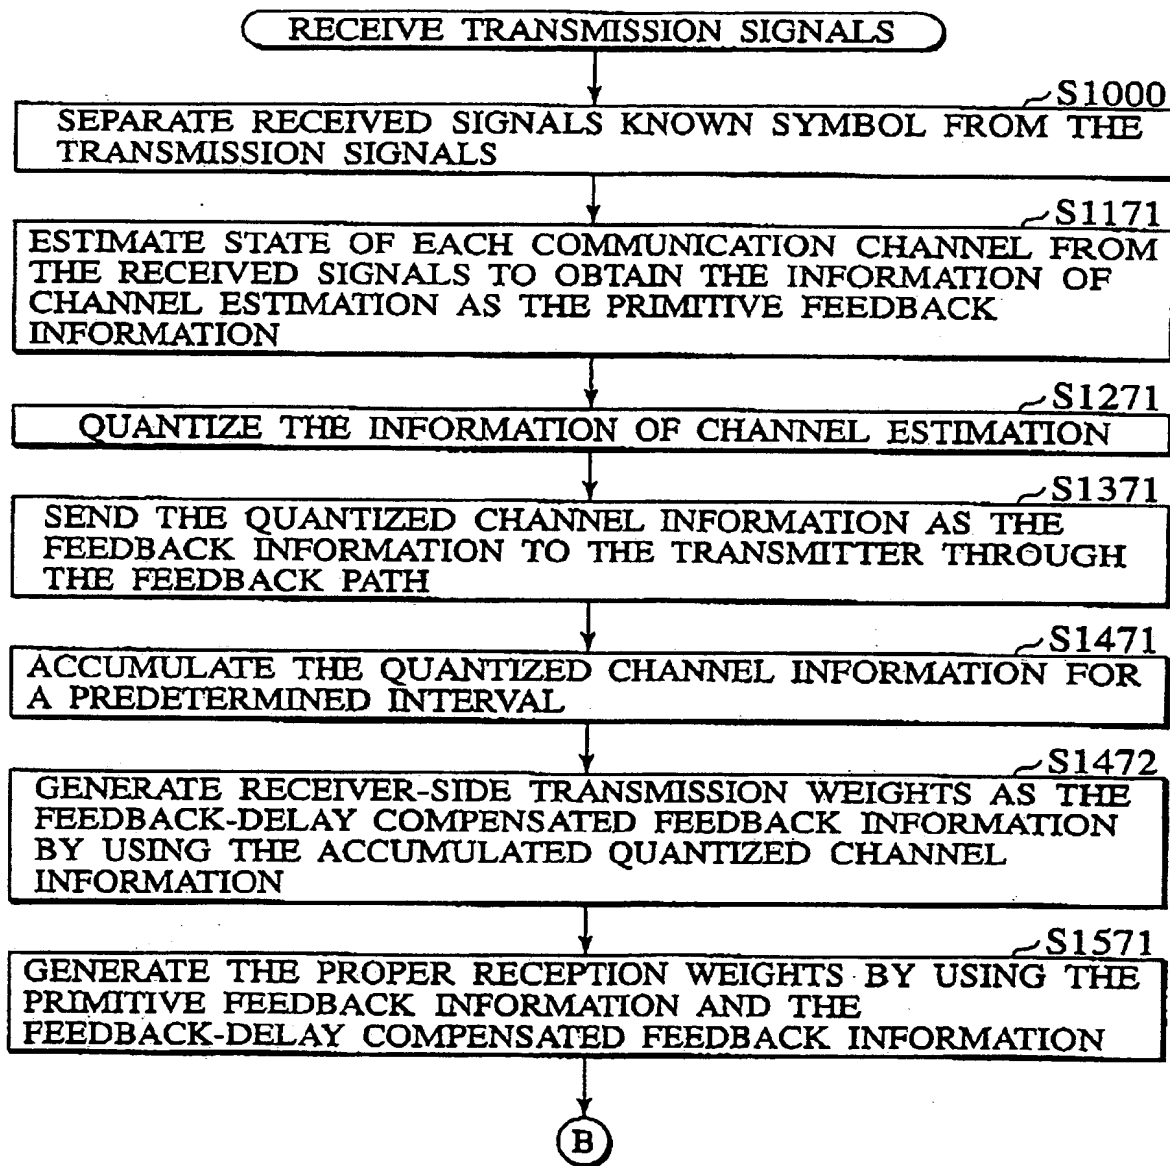 RECEIVE TRANSMISSION SIGNALS
S1000
SEPARATE RECEIVED SIGNALS KNOWN SYMBOL FROM THE
TRANSMISSION SIGNALS
S1171
ESTIMATE STATE OF EACH COMMUNICATION CHANNEL FROM
THE RECEIVED SIGNALS TO OBTAIN THE INFORMATION OF
CHANNEL ESTIMATION AS THE PRIMITIVE FEEDBACK
INFORMATION
S1271
QUANTIZE THE INFORMATION OF CHANNEL ESTIMATION
S1371
SEND THE QUANTIZED CHANNEL INFORMATION AS THE
FEEDBACK INFORMATION TO THE TRANSMITTER THROUGH
THE FEEDBACK PATH
S1471
ACCUMULATE THE QUANTIZED CHANNEL INFORMATION FOR
A PREDETERMINED INTERVAL
S1472
GENERATE RECEIVER-SIDE TRANSMISSION WEIGHTS AS THE
FEEDBACK-DELAY COMPENSATED FEEDBACK INFORMATION
BY USING THE ACCUMULATED QUANTIZED CHANNEL
INFORMATION
S1571
GENERATE THE PROPER RECEPTION WEIGHTS BY USING THE
PRIMITIVE FEEDBACK INFORMATION AND THE
FEEDBACK-DELAY COMPENSATED FEEDBACK INFORMATION
B